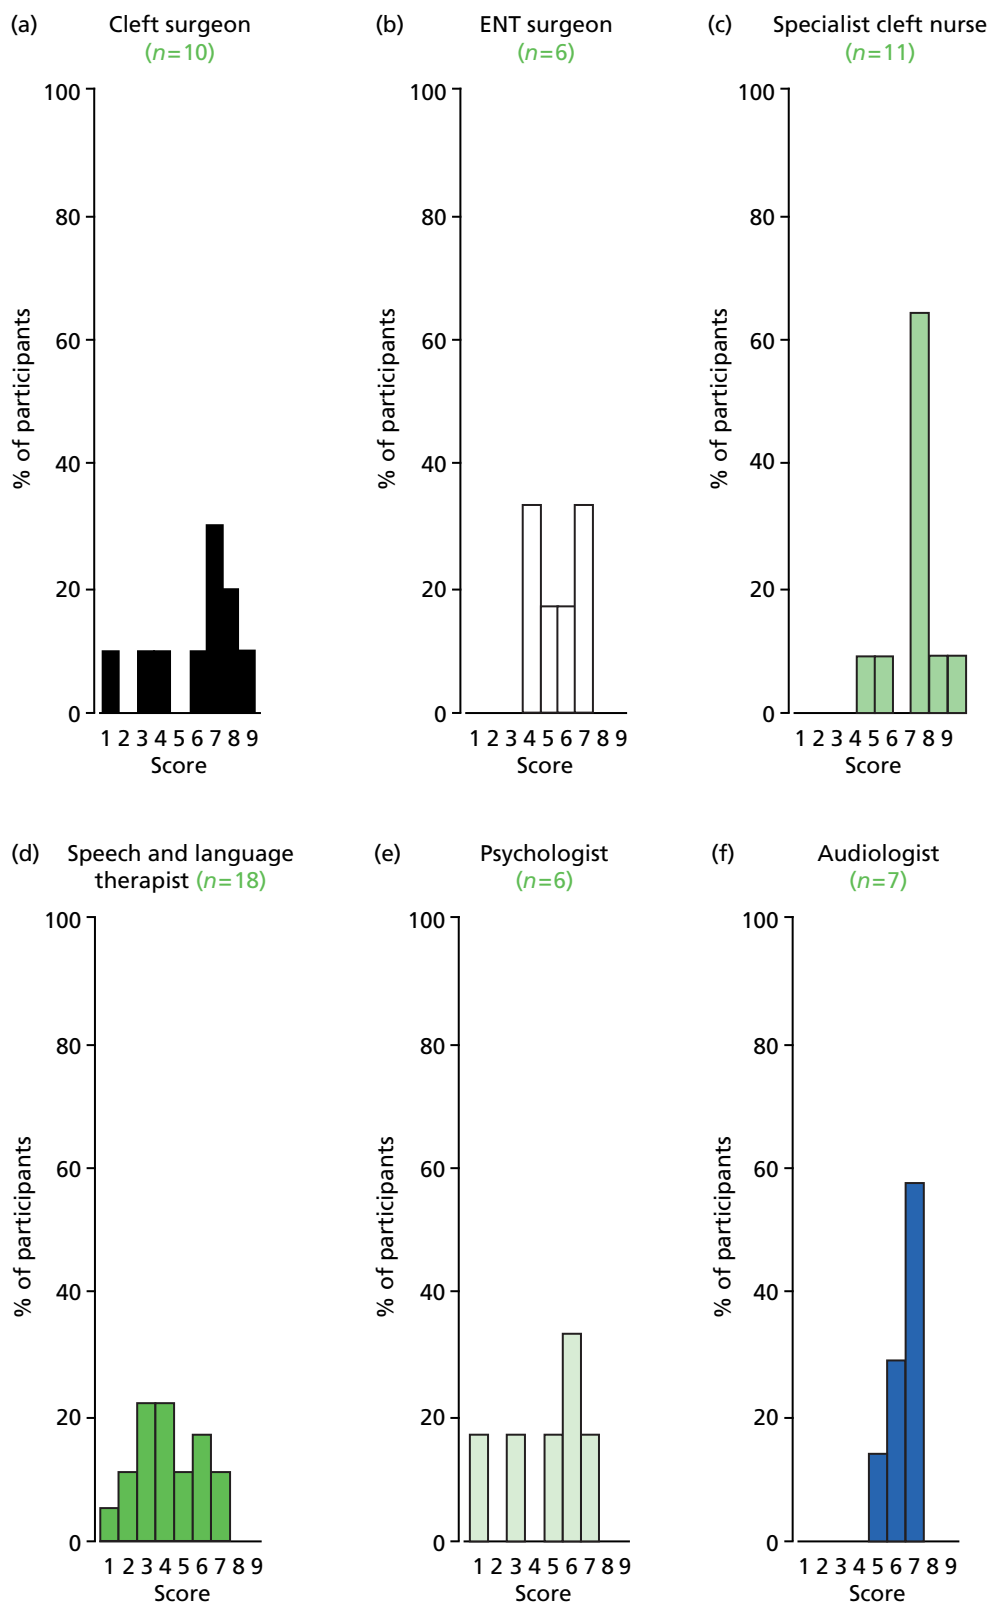 (a) Cleft surgeon
(n=10)
100
80
60
40
20
0
% of participants
1 2 3 4 5 6 7 8 9
Score
(b) ENT surgeon
(n=6)
100
80
60
40
20
0
% of participants
1 2 3 4 5 6 7 8 9
Score
(c) Specialist cleft nurse
(n=11)
100
80
60
40
20
0
% of participants
1 2 3 4 5 6 7 8 9
Score
(d) Speech and language
therapist (n=18)
100
80
60
40
20
0
% of participants
1 2 3 4 5 6 7 8 9
Score
(e) Psychologist
(n=6)
100
80
60
40
20
0
% of participants
1 2 3 4 5 6 7 8 9
Score
(f) Audiologist
(n=7)
100
80
60
40
20
0
% of participants
1 2 3 4 5 6 7 8 9
Score